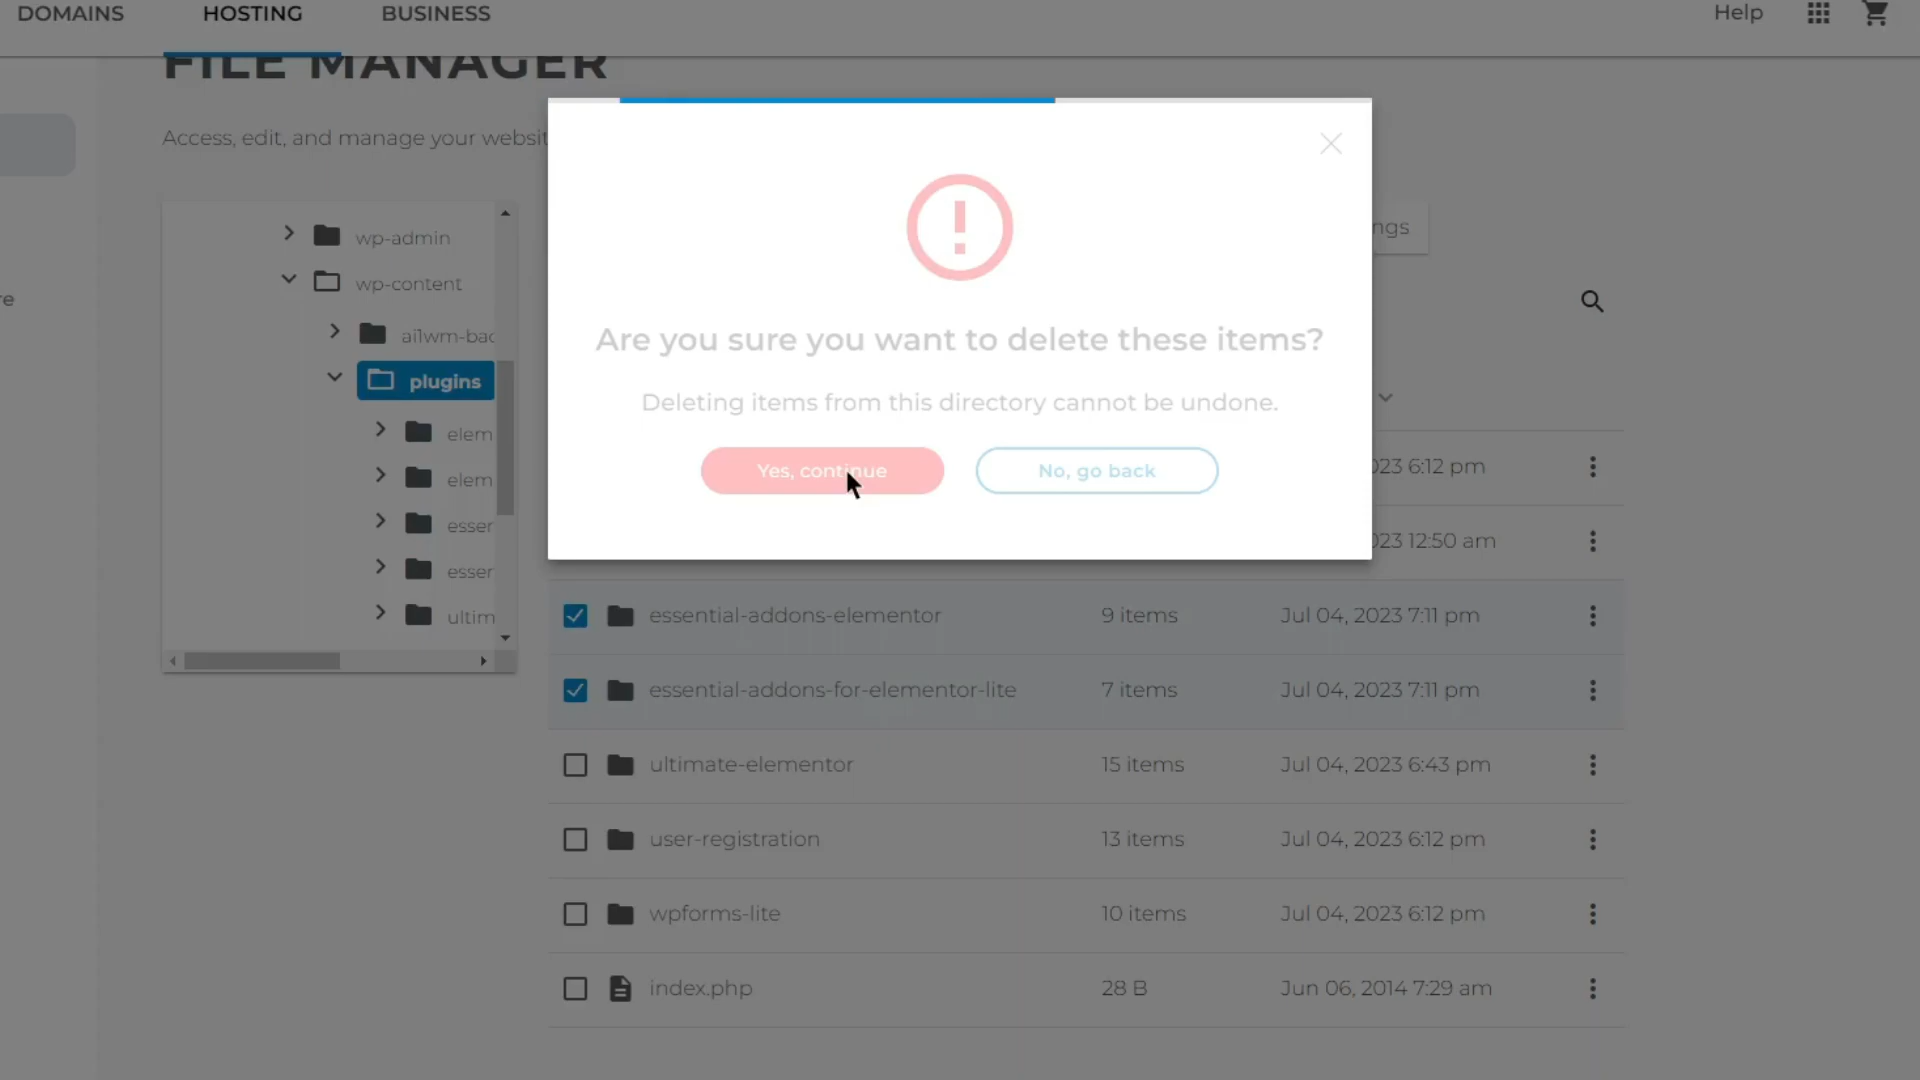 DOMAINS
HOSTING
BUSINESS
Help
FILE MANAGER
Access, edit, and manage your websit
re
wp-admin
wp-content
ai1wm-bac
plugins
elem
elem
esser
esser
ultim
Are you sure you want to delete these items?
Deleting items from this directory cannot be undone.
Yes, continue
No, go back
ngs
023 6:12 pm
023 12:50 am
essential-addons-elementor 9 items Jul 04, 2023 7:11 pm
essential-addons-for-elementor-lite 7 items Jul 04, 2023 7:11 pm
ultimate-elementor 15 items Jul 04, 2023 6:43 pm
user-registration 13 items Jul 04, 2023 6:12 pm
wpforms-lite 10 items Jul 04, 2023 6:12 pm
index.php 28 B Jun 06, 2014 7:29 am